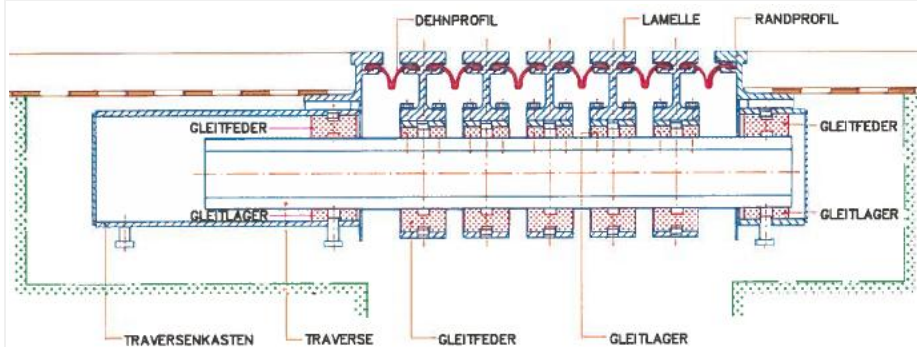 DEHNPROFIL
LAMELLE
RANDPROFIL
GLEITFEDER
GLEITFEDER
GLEITLAGER
GLEITLAGER
TRAVERSENKASTEN
TRAVERSE
GLEITFEDER
GLEITLAGER